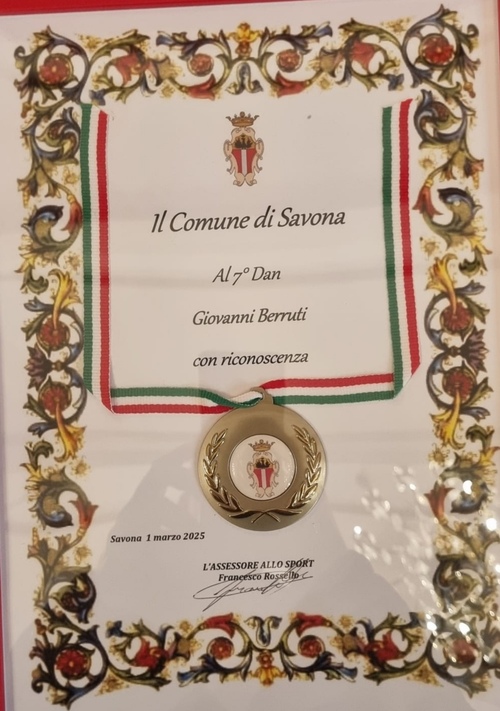 Il Comune di Savona
Al 7° Dan
Giovanni Berruti
con riconoscenza
Savona 1 marzo 2025
L'ASSESSORE ALLO SPORT
Francesco Rossello